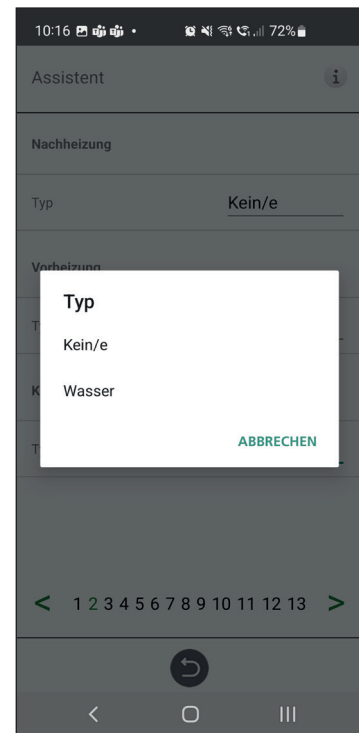 10:16 72%
Assistent i
Nachheizung
Typ Kein/e
Vorheizung
Typ
Kein/e
Wasser
ABBRECHEN
< 1 2 3 4 5 6 7 8 9 10 11 12 13 >